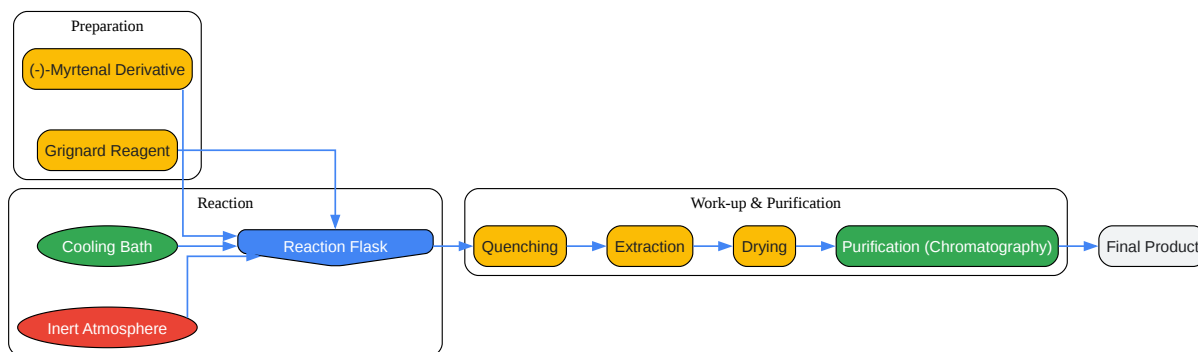 Preparation
(-)-Myrtenal Derivative
Grignard Reagent
Reaction
Cooling Bath
Reaction Flask
Inert Atmosphere
Work-up & Purification
Quenching
Extraction
Drying
Purification (Chromatography)
Final Product